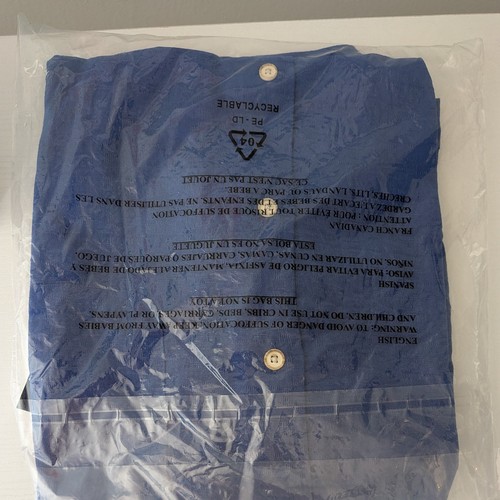 ENGLISH
WARNING: TO AVOID DANGER OF SUFFOCATION, KEEP AWAY FROM BABIES
AND CHILDREN. DO NOT USE IN CRIBS, BEDS, CARRIAGES OR PLAYPENS.
THIS BAG IS NOT A TOY
SPANISH
AVISO: PARA EVITAR PELIGRO DE ASFIXIA, MANTENER ALEJADO DE BEBES Y
NIÑOS, NO UTILIZAR EN CUNAS, CAMAS, CARRUAJES O PARQUES DE JUEGO.
ESTA BOLSA NO ES UN JUGUETE
FRANCE CANADIAN
ATTENTION : POUR EVITER TOUT RISQUE DE SUFFOCATION
GARDEZ A L'ECART DES BEBES ET DES ENFANTS, NE PAS UTILISER DANS LES
CRECHES, LITS, LANDAUS OU PARC A BEBE.
CE SAC N'EST PAS UN JOUET
04
PE-LD
RECYCLABLE